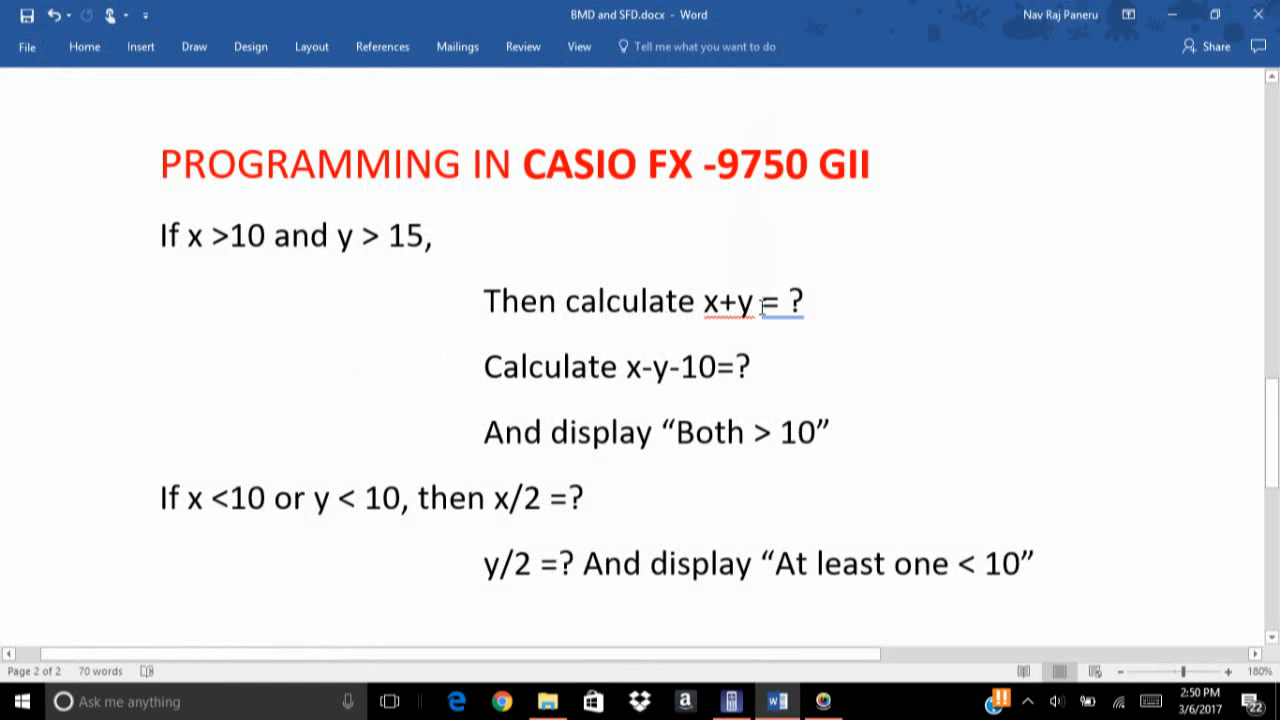 BMD and SFD.docx - Word
Nav Raj Paneru
File Home Insert Draw Design Layout References Mailings Review View Tell me what you want to do Share
PROGRAMMING IN CASIO FX -9750 GII
If x >10 and y > 15,
Then calculate x+y = ?
Calculate x-y-10=?
And display “Both > 10”
If x <10 or y < 10, then x/2 =?
y/2 =? And display “At least one < 10”
Page 2 of 2 70 words 180%
Ask me anything
2:50 PM
3/6/2017
22